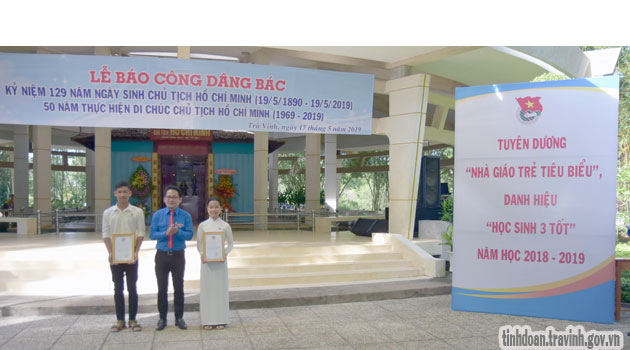 LỄ BÁO CÔNG DÂNG BÁC
KỶ NIỆM 129 NĂM NGÀY SINH CHỦ TỊCH HỒ CHÍ MINH (19/5/1890 - 19/5/2019)
50 NĂM THỰC HIỆN DI CHÚC CHỦ TỊCH HỒ CHÍ MINH (1969 - 2019)
Trà Vinh, ngày 17 tháng 5 năm 2019
HỒ CHÍ MINH
TUYÊN DƯƠNG
"NHÀ GIÁO TRẺ TIÊU BIỂU",
DANH HIỆU
"HỌC SINH 3 TỐT"
NĂM HỌC 2018 - 2019
tinhdoan.travinh.gov.vn